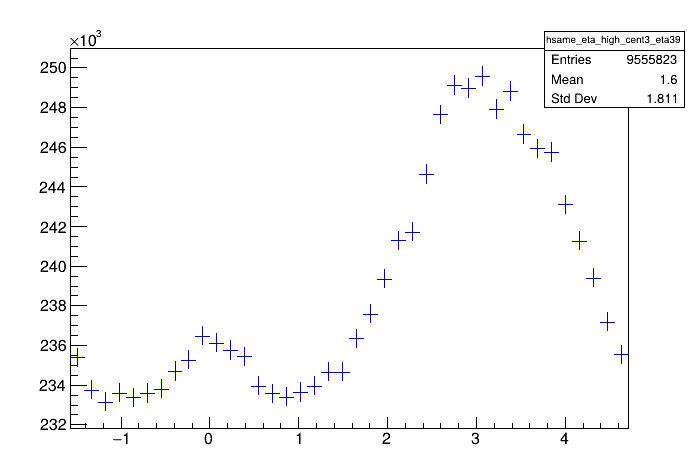 ×10³
hsame_eta_high_cent3_eta39
Entries 9555823
Mean 1.6
Std Dev 1.811
250
248
246
244
242
240
238
236
234
232
−1 0 1 2 3 4